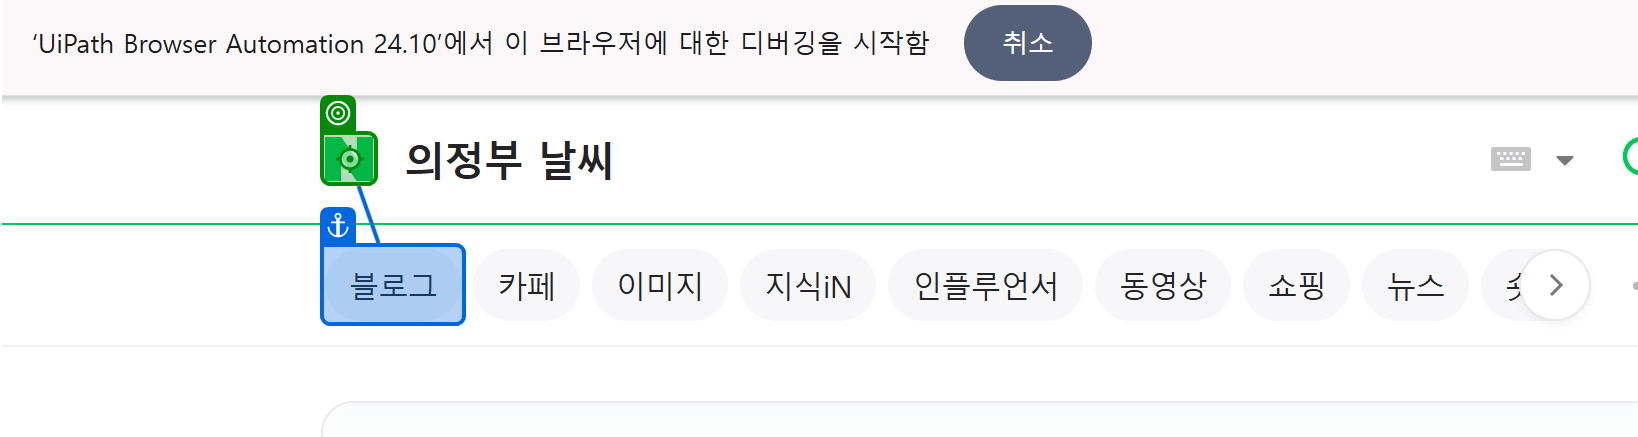 ‘UiPath Browser Automation 24.10’에서 이 브라우저에 대한 디버깅을 시작함 취소
의정부 날씨
블로그 카페 이미지 지식iN 인플루언서 동영상 쇼핑 뉴스